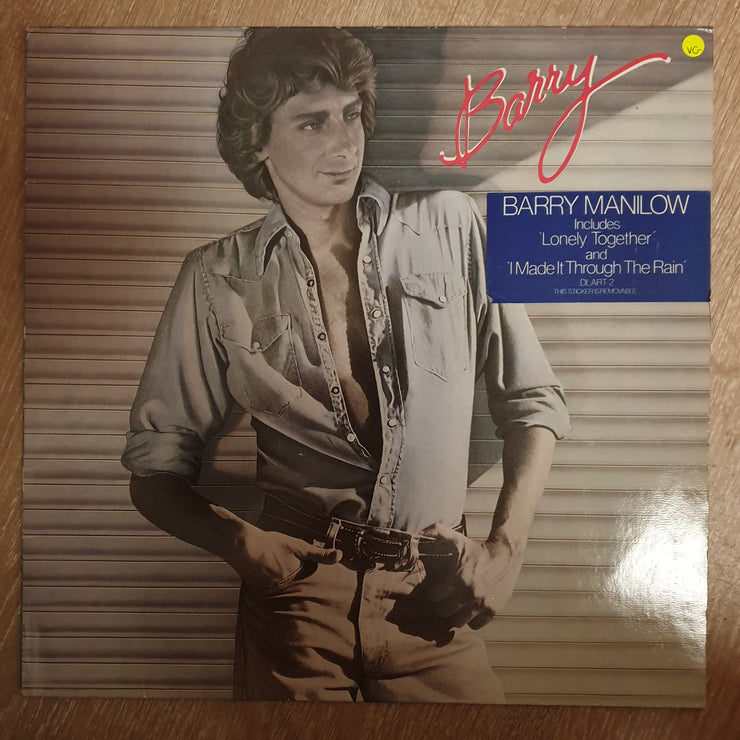 VG
Barry
BARRY MANILOW
Includes
'Lonely Together'
and
'I Made It Through The Rain'
DLART 2
THIS STICKER IS REMOVABLE